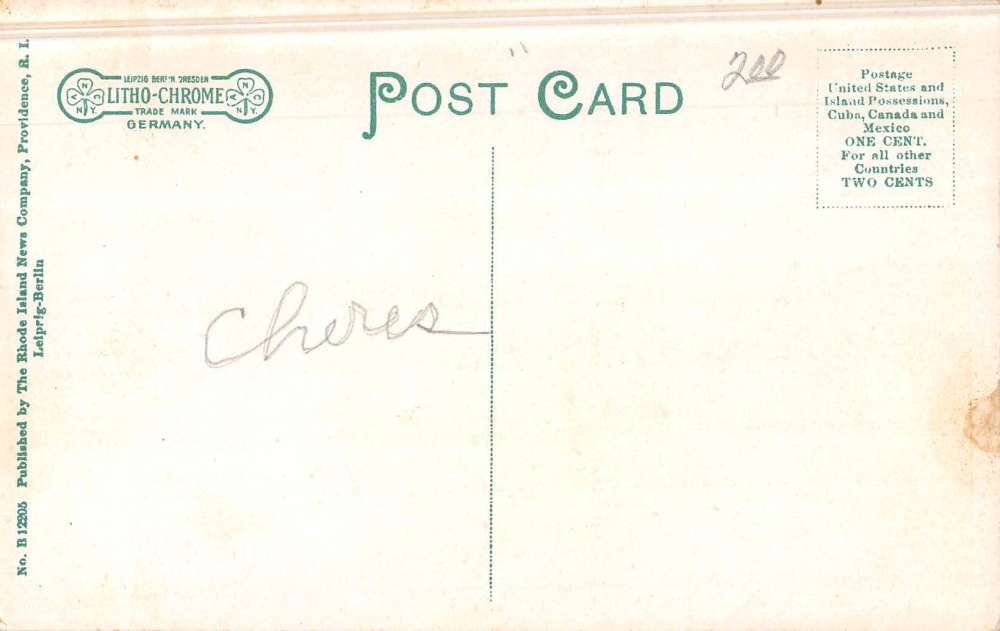 LEIPZIG BERLIN DRESDEN
LITHO-CHROME
TRADE MARK
GERMANY.
A N C N.Y.
A N C N.Y.
POST CARD
200
Postage
United States and
Island Possessions,
Cuba, Canada and
Mexico
ONE CENT.
For all other
Countries
TWO CENTS
No. B 12205 Published by The Rhode Island News Company, Providence, R. I.
Leipzig-Berlin